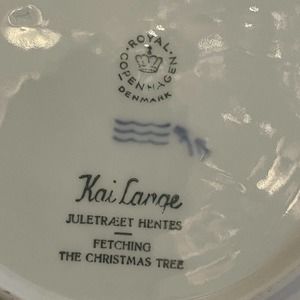 ROYAL
COPENHAGEN
DENMARK
Kai Lange
JULETRÆET HENTES
FETCHING
THE CHRISTMAS TREE